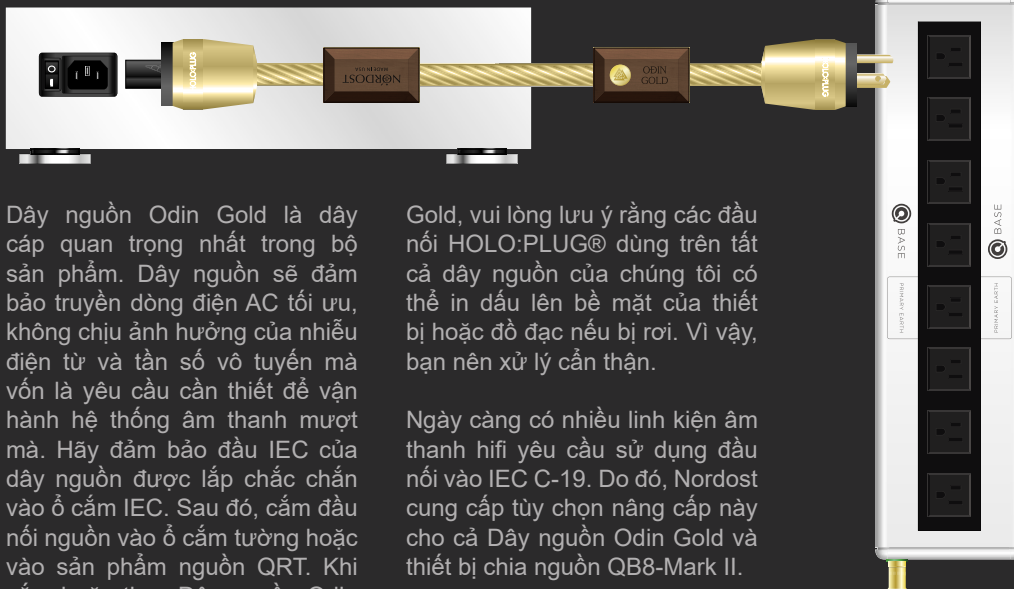 HOLO:PLUG
NORDOST
MADE IN USA
ODIN
GOLD
HOLO:PLUG
Dây nguồn Odin Gold là dây
cáp quan trọng nhất trong bộ
sản phẩm. Dây nguồn sẽ đảm
bảo truyền dòng điện AC tối ưu,
không chịu ảnh hưởng của nhiễu
điện từ và tần số vô tuyến mà
vốn là yêu cầu cần thiết để vận
hành hệ thống âm thanh mượt
mà. Hãy đảm bảo đầu IEC của
dây nguồn được lắp chắc chắn
vào ổ cắm IEC. Sau đó, cắm đầu
nối nguồn vào ổ cắm tường hoặc
vào sản phẩm nguồn QRT. Khi
Gold, vui lòng lưu ý rằng các đầu
nối HOLO:PLUG® dùng trên tất
cả dây nguồn của chúng tôi có
thể in dấu lên bề mặt của thiết
bị hoặc đồ đạc nếu bị rơi. Vì vậy,
bạn nên xử lý cẩn thận.
Ngày càng có nhiều linh kiện âm
thanh hifi yêu cầu sử dụng đầu
nối vào IEC C-19. Do đó, Nordost
cung cấp tùy chọn nâng cấp này
cho cả Dây nguồn Odin Gold và
thiết bị chia nguồn QB8-Mark II.
BASE
PRIMARY EARTH
BASE
PRIMARY EARTH